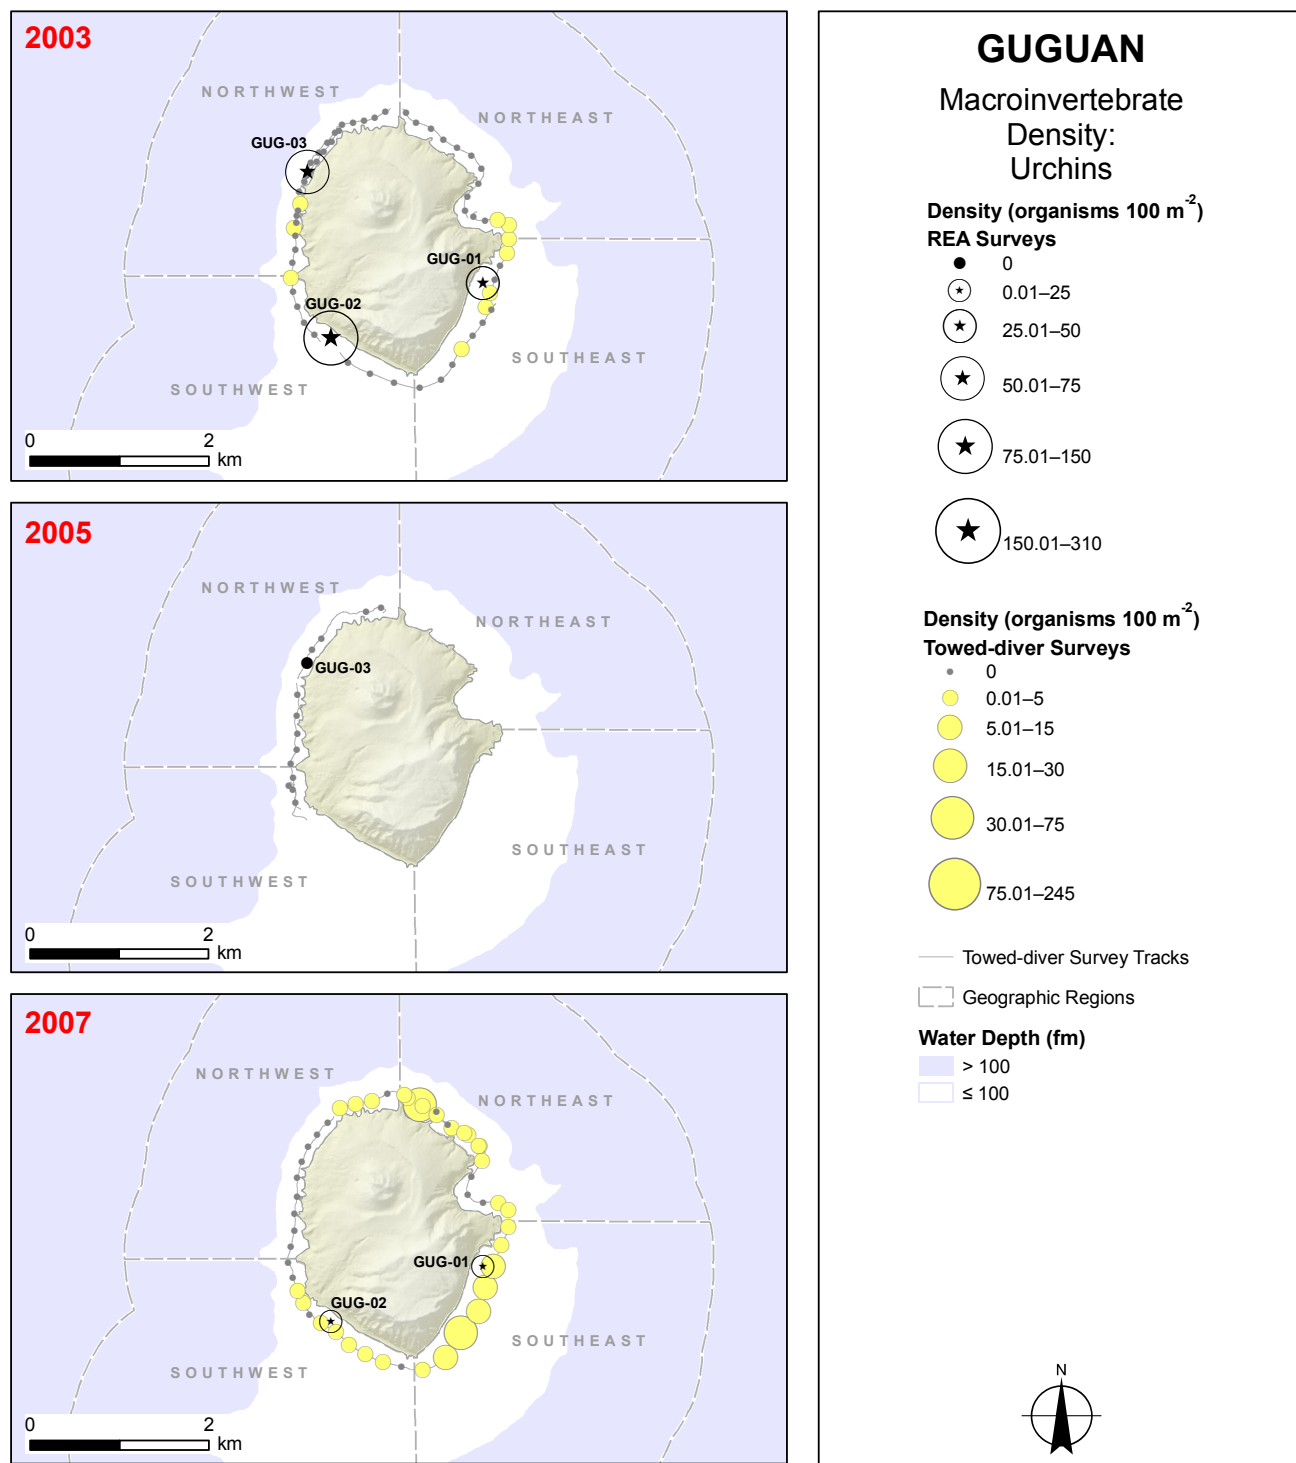 2003
NORTHWEST
NORTHEAST
GUG-03
GUG-01
GUG-02
SOUTHEAST
SOUTHWEST
0 2
km
2005
NORTHWEST
NORTHEAST
GUG-03
SOUTHEAST
SOUTHWEST
0 2
km
2007
NORTHWEST
NORTHEAST
GUG-01
GUG-02
SOUTHEAST
SOUTHWEST
0 2
km
GUGUAN
Macroinvertebrate
Density:
Urchins
Density (organisms 100 m-2)
REA Surveys
0
0.01–25
25.01–50
50.01–75
75.01–150
150.01–310
Density (organisms 100 m-2)
Towed-diver Surveys
0
0.01–5
5.01–15
15.01–30
30.01–75
75.01–245
Towed-diver Survey Tracks
Geographic Regions
Water Depth (fm)
> 100
≤ 100
N